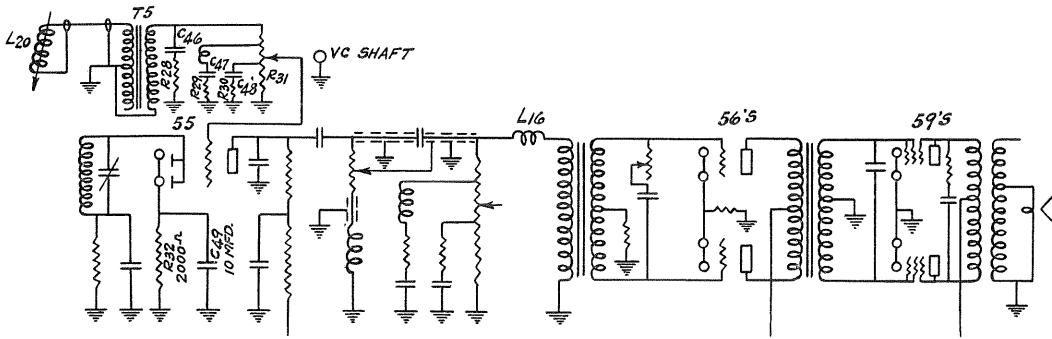 T5
L20
C46
R28
C47
R29
R30
C48
R31
VC SHAFT
55
L16
56'S
59'S
R32
2000-Ω
C49
10 MFD.